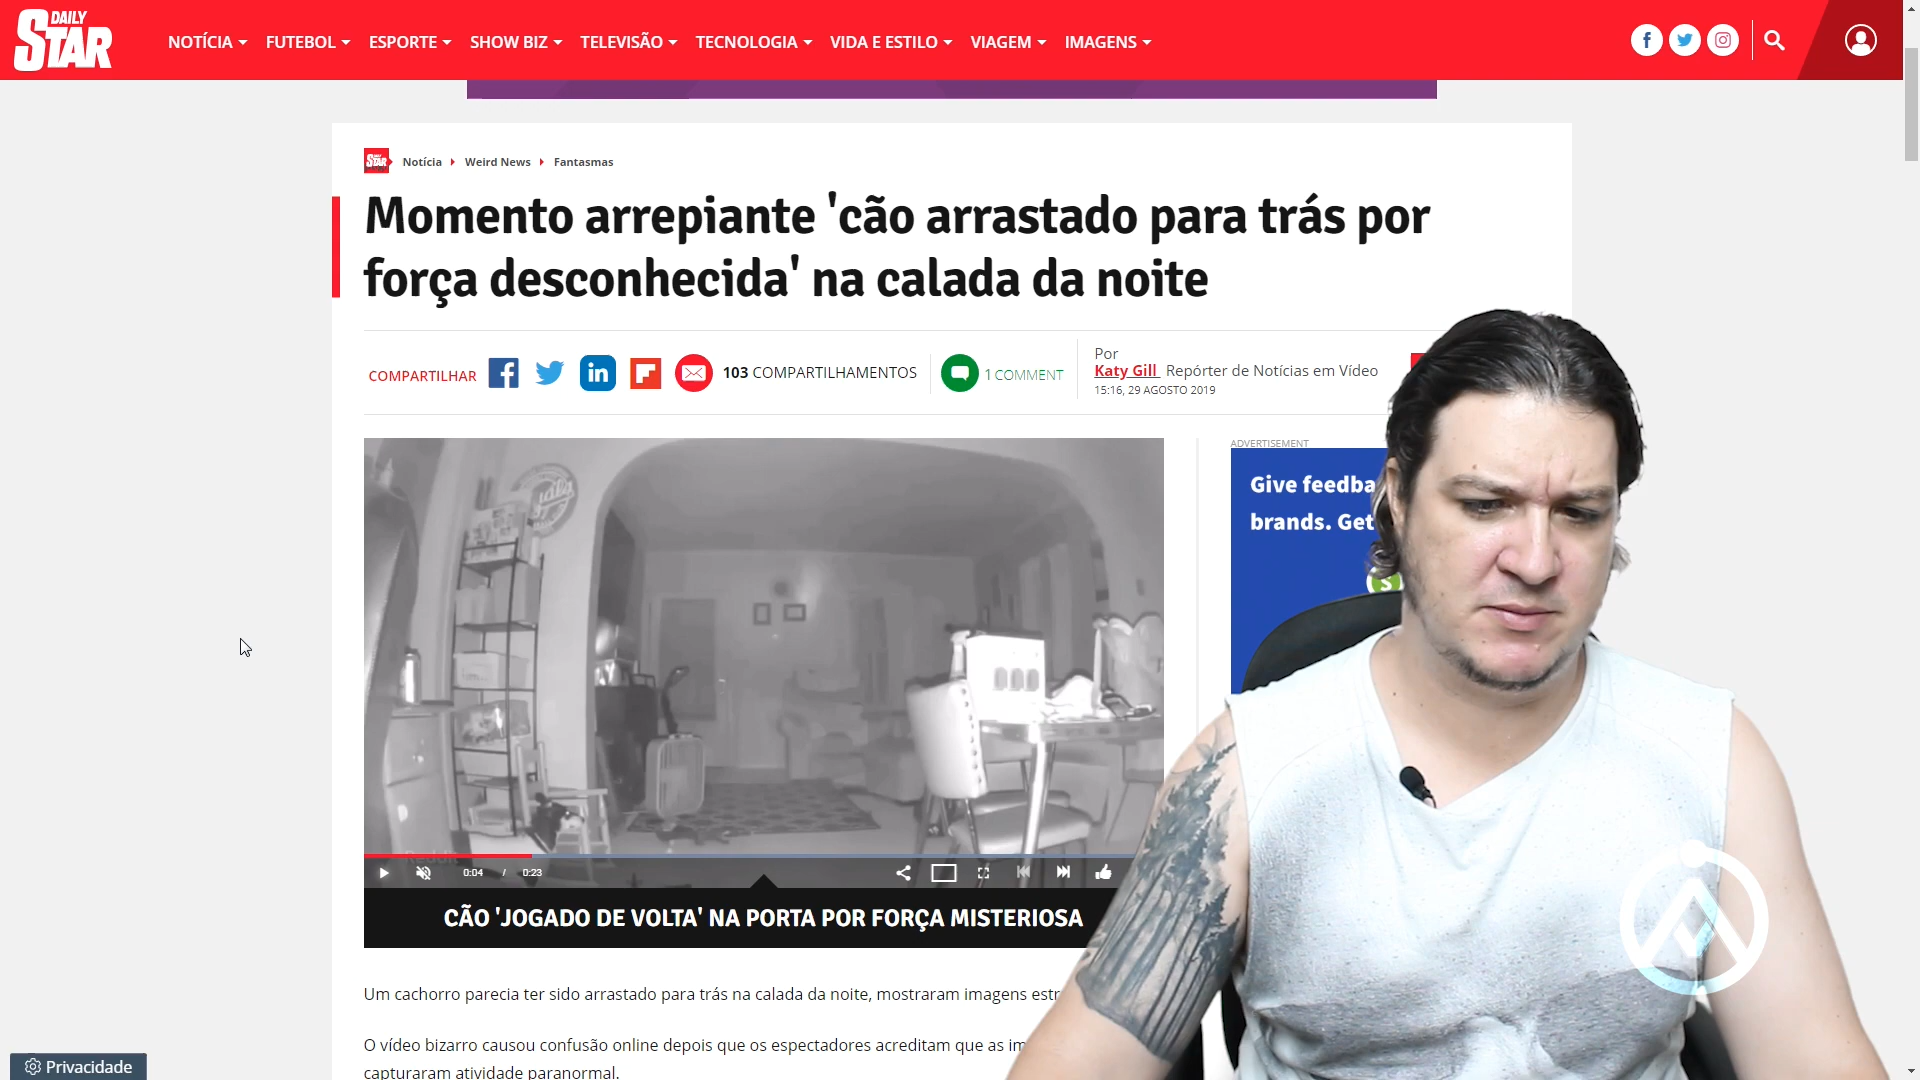 DAILY
STAR
NOTÍCIA FUTEBOL ESPORTE SHOW BIZ TELEVISÃO TECNOLOGIA VIDA E ESTILO VIAGEM IMAGENS
Notícia Weird News Fantasmas
Momento arrepiante 'cão arrastado para trás por
força desconhecida' na calada da noite
COMPARTILHAR 103 COMPARTILHAMENTOS 1 COMMENT
Por
Katy Gill Repórter de Notícias em Vídeo
15:16, 29 AGOSTO 2019
ADVERTISEMENT
Give feedba
brands. Get
0:04 / 0:23
CÃO 'JOGADO DE VOLTA' NA PORTA POR FORÇA MISTERIOSA
Um cachorro parecia ter sido arrastado para trás na calada da noite, mostraram imagens estr
O vídeo bizarro causou confusão online depois que os espectadores acreditam que as im
capturaram atividade paranormal.
Privacidade